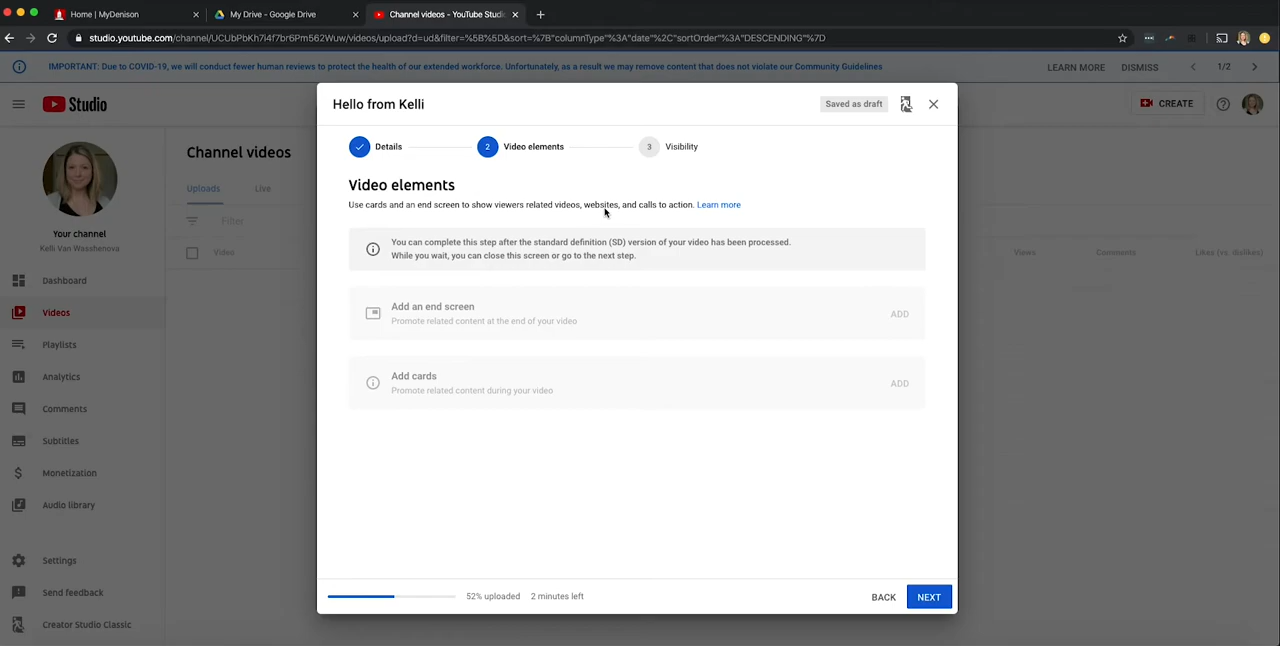 Home | MyDenison
My Drive - Google Drive
Channel videos - YouTube Studi
studio.youtube.com/channel/UCUbPbKh7i4f7br6Pm562Wuw/videos/upload?d=ud&filter=%5B%5D&sort=%7B"columnType"%3A"date"%2C"sortOrder"%3A"DESCENDING"%7D
IMPORTANT: Due to COVID-19, we will conduct fewer human reviews to protect the health of our extended workforce. Unfortunately, as a result we may remove content that does not violate our Community Guidelines
LEARN MORE
DISMISS
1/2
Studio
CREATE
Hello from Kelli
Saved as draft
Details
2
Video elements
3
Visibility
Video elements
Use cards and an end screen to show viewers related videos, websites, and calls to action. Learn more
You can complete this step after the standard definition (SD) version of your video has been processed.
While you wait, you can close this screen or go to the next step.
Add an end screen
Promote related content at the end of your video
ADD
Add cards
Promote related content during your video
ADD
52% uploaded
2 minutes left
BACK
NEXT
Your channel
Kelli Van Wasshenova
Dashboard
Videos
Playlists
Analytics
Comments
Subtitles
Monetization
Audio library
Settings
Send feedback
Creator Studio Classic
Channel videos
Uploads
Live
Filter
Video
Views
Comments
Likes (vs. dislikes)